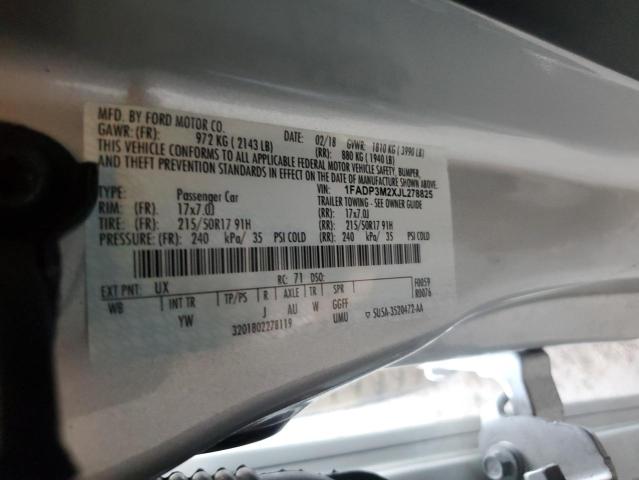 MFD. BY FORD MOTOR CO.
DATE: 02/18 GVWR: 1810 KG ( 3990 LB)
GAWR: (FR): 972 KG ( 2143 LB) (RR): 880 KG ( 1940 LB)
THIS VEHICLE CONFORMS TO ALL APPLICABLE FEDERAL MOTOR VEHICLE SAFETY, BUMPER,
AND THEFT PREVENTION STANDARDS IN EFFECT ON THE DATE OF MANUFACTURE SHOWN ABOVE.
VIN: 1FADP3M2XJL278825
TYPE: Passenger Car TRAILER TOWING - SEE OWNER GUIDE
RIM: (FR): 17x7.0J (RR): 17x7.0J
TIRE: (FR): 215/50R17 91H (RR): 215/50R17 91H
PRESSURE: (FR): 240 kPa/ 35 PSI COLD (RR): 240 kPa/ 35 PSI COLD
EXT PNT: UX RC: 71 DSO: F0059
WB INT TR TP/PS R AXLE TR SPR R0076
YW J AU W GGFF
3201802278119 UMU ▽ SU5A-3520472-AA